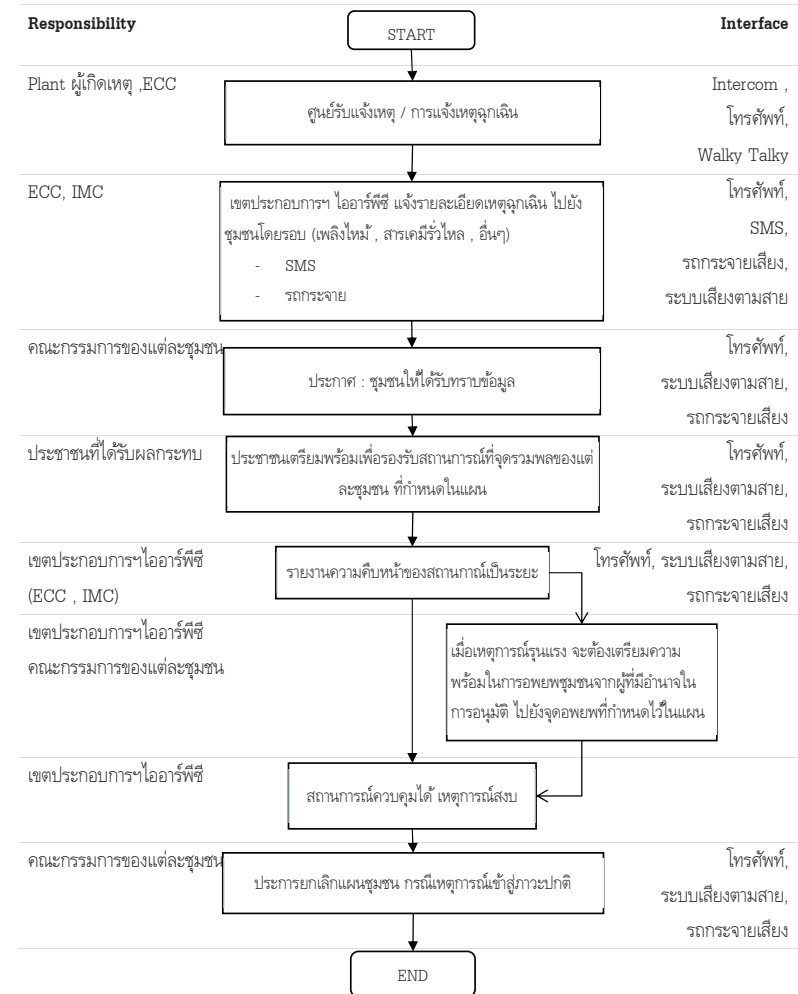 Responsibility
START
Interface
Plant ผู้เกิดเหตุ ,ECC
ศูนย์รับแจ้งเหตุ / การแจ้งเหตุฉุกเฉิน
Intercom ,
โทรศัพท์,
Walky Talky
ECC, IMC
เขตประกอบการฯ ไออาร์พีซี แจ้งรายละเอียดเหตุฉุกเฉิน ไปยัง
ชุมชนโดยรอบ (เพลิงไหม้ , สารเคมีรั่วไหล , อื่นๆ)
- SMS
- รถกระจาย
โทรศัพท์,
SMS,
รถกระจายเสียง,
ระบบเสียงตามสาย
คณะกรรมการของแต่ละชุมชน
ประกาศ : ชุมชนให้ได้รับทราบข้อมูล
โทรศัพท์,
ระบบเสียงตามสาย,
รถกระจายเสียง
ประชาชนที่ได้รับผลกระทบ
ประชาชนเตรียมพร้อมเพื่อรองรับสถานการณ์ที่จุดรวมพลของแต่
ละชุมชน ที่กำหนดในแผน
โทรศัพท์,
ระบบเสียงตามสาย,
รถกระจายเสียง
เขตประกอบการฯไออาร์พีซี
(ECC , IMC)
รายงานความคืบหน้าของสถานกาณ์เป็นระยะ
โทรศัพท์, ระบบเสียงตามสาย,
รถกระจายเสียง
เขตประกอบการฯไออาร์พีซี
คณะกรรมการของแต่ละชุมชน
เมื่อเหตุการณ์รุนแรง จะต้องเตรียมความ
พร้อมในการอพยพชุมชนจากผู้ที่มีอำนาจใน
การอนุมัติ ไปยังจุดอพยพที่กำหนดไว้ในแผน
เขตประกอบการฯไออาร์พีซี
สถานการณ์ควบคุมได้ เหตุการณ์สงบ
คณะกรรมการของแต่ละชุมชน
ประการยกเลิกแผนชุมชน กรณีเหตุการณ์เข้าสู่ภาวะปกติ
โทรศัพท์,
ระบบเสียงตามสาย,
รถกระจายเสียง
END